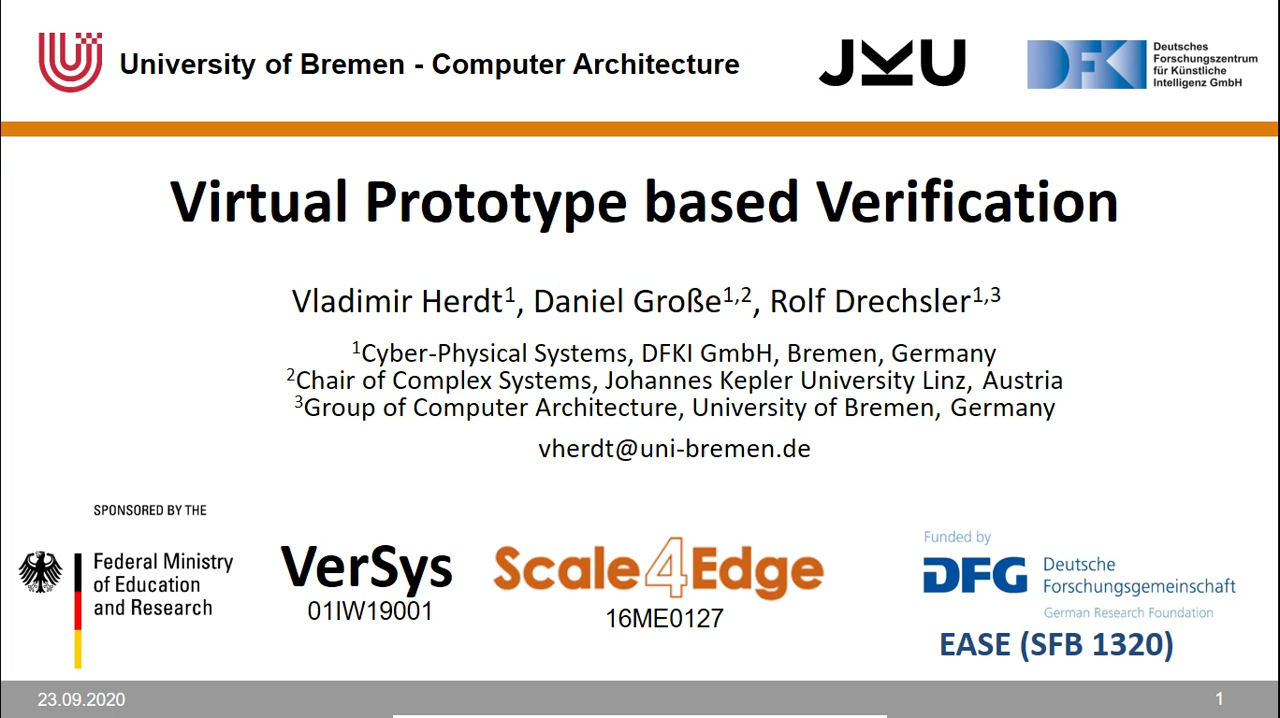 University of Bremen - Computer Architecture
JKU
DFKI
Deutsches
Forschungszentrum
für Künstliche
Intelligenz GmbH
Virtual Prototype based Verification
Vladimir Herdt¹, Daniel Große¹,², Rolf Drechsler¹,³
¹Cyber-Physical Systems, DFKI GmbH, Bremen, Germany
²Chair of Complex Systems, Johannes Kepler University Linz, Austria
³Group of Computer Architecture, University of Bremen, Germany
vherdt@uni-bremen.de
SPONSORED BY THE
Federal Ministry
of Education
and Research
VerSys
01IW19001
Scale4Edge
16ME0127
Funded by
DFG
Deutsche
Forschungsgemeinschaft
German Research Foundation
EASE (SFB 1320)
23.09.2020
1